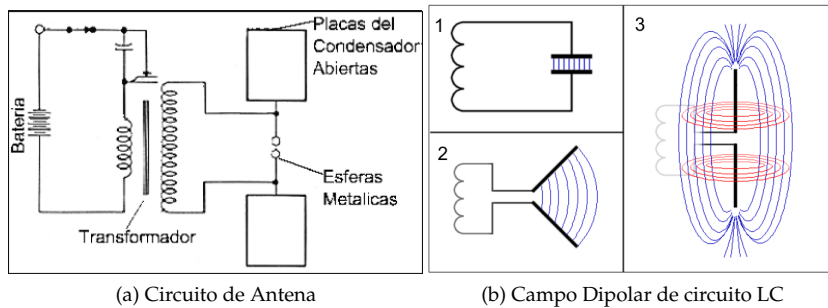 Placas del
Condensador
Abiertas
Bateria
Esferas
Metalicas
Transformador
(a) Circuito de Antena
1
2
3
(b) Campo Dipolar de circuito LC